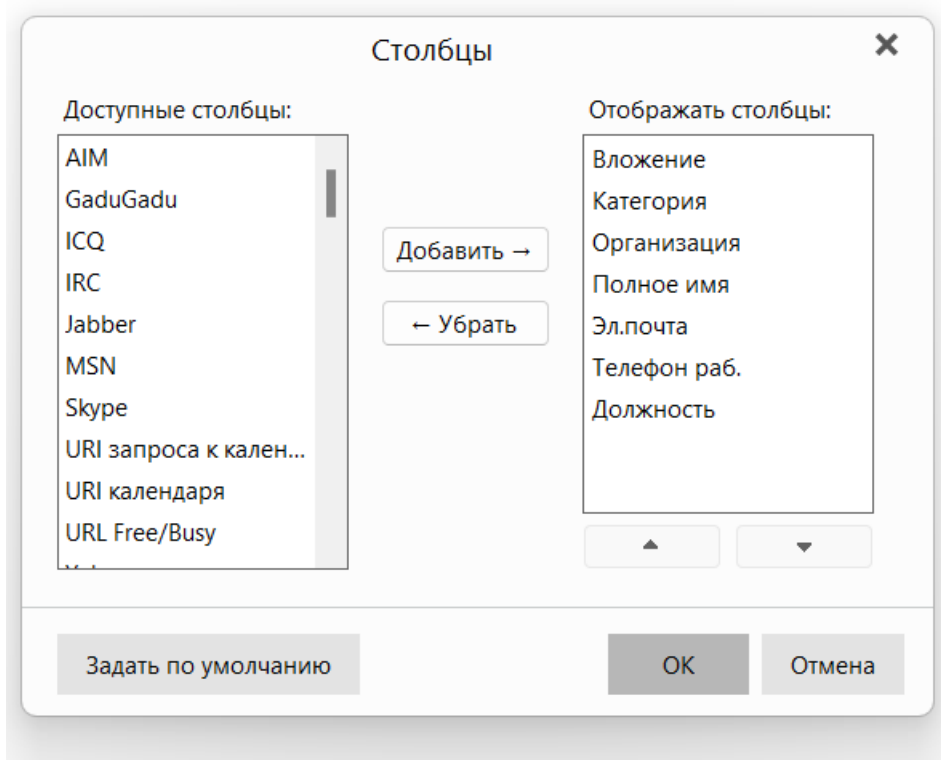 Столбцы
Доступные столбцы:
AIM
GaduGadu
ICQ
IRC
Jabber
MSN
Skype
URI запроса к кален...
URI календаря
URL Free/Busy
Добавить →
← Убрать
Отображать столбцы:
Вложение
Категория
Организация
Полное имя
Эл.почта
Телефон раб.
Должность
Задать по умолчанию
ОК
Отмена